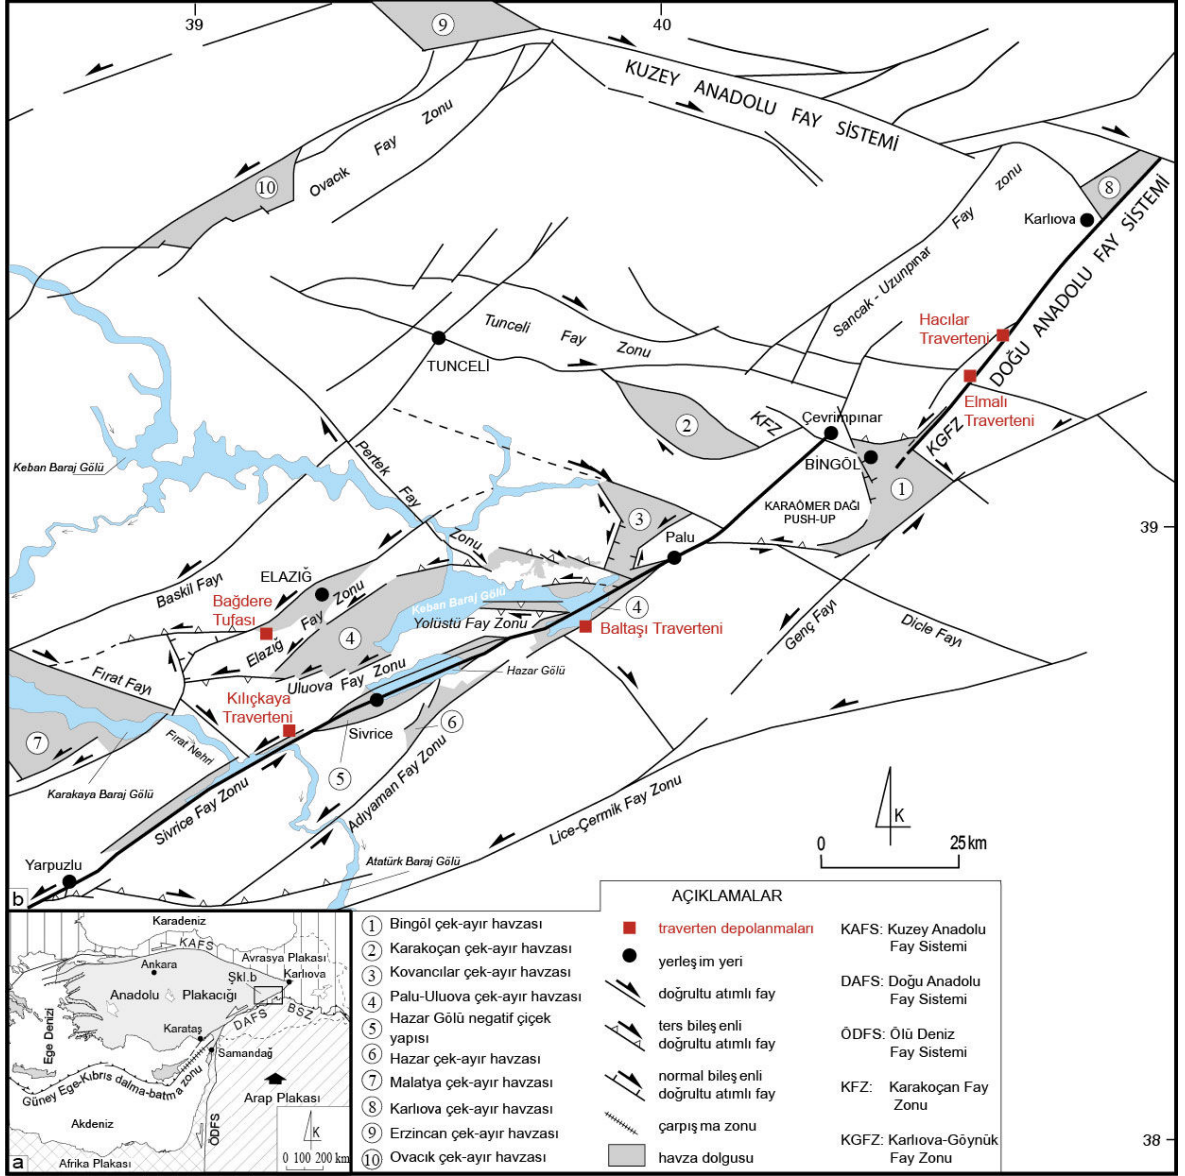 39
40
9
KUZEY ANADOLU FAY SİSTEMİ
Ovacık Fay Zonu
10
8
Karlıova
Sancak - Uzunpınar Fay zonu
DOĞU ANADOLU FAY SİSTEMİ
Hacılar
Traverteni
Elmalı
Traverteni
Tunceli Fay Zonu
TUNCELİ
2
KFZ
Çevrimpınar
BİNGÖL
KGFZ
1
Pertek Fay Zonu
Keban Baraj Gölü
KARAÖMER DAĞI
PUSH-UP
3
Palu
39
Baskil Fayı
ELAZIĞ
Bağdere
Tufası
Elazığ Fay Zonu
Keban Baraj Gölü
4
4
Yolüstü Fay Zonu
Baltaşı Traverteni
Genç Fayı
Dicle Fayı
Fırat Fayı
Uluova Fay Zonu
Hazar Gölü
Kılıçkaya
Traverteni
Sivrice
6
7
Fırat Nehri
5
Karakaya Baraj Gölü
Sivrice Fay Zonu
Adıyaman Fay Zonu
Lice-Çermik Fay Zonu
K
0 25 km
Yarpuzlu
Atatürk Baraj Gölü
b
Karadeniz
KAFS
Avrasya Plakası
Ankara
Karlıova
Şkl.b
Anadolu Plakacığı
DAFS
BSZ
Ege Denizi
Karataş
Samandağ
Güney Ege-Kıbrıs dalma-batma zonu
Arap Plakası
Akdeniz
ÖDFS
K
0 100 200 km
Afrika Plakası
a
1 Bingöl çek-ayır havzası
2 Karakoçan çek-ayır havzası
3 Kovancılar çek-ayır havzası
4 Palu-Uluova çek-ayır havzası
5 Hazar Gölü negatif çiçek
yapısı
6 Hazar çek-ayır havzası
7 Malatya çek-ayır havzası
8 Karlıova çek-ayır havzası
9 Erzincan çek-ayır havzası
10 Ovacık çek-ayır havzası
AÇIKLAMALAR
traverten depolanmaları
yerleşim yeri
doğrultu atımlı fay
ters bileşenli
doğrultu atımlı fay
normal bileşenli
doğrultu atımlı fay
çarpışma zonu
havza dolgusu
KAFS: Kuzey Anadolu
Fay Sistemi
DAFS: Doğu Anadolu
Fay Sistemi
ÖDFS: Ölü Deniz
Fay Sistemi
KFZ: Karakoçan Fay
Zonu
KGFZ: Karlıova-Göynük
Fay Zonu
38